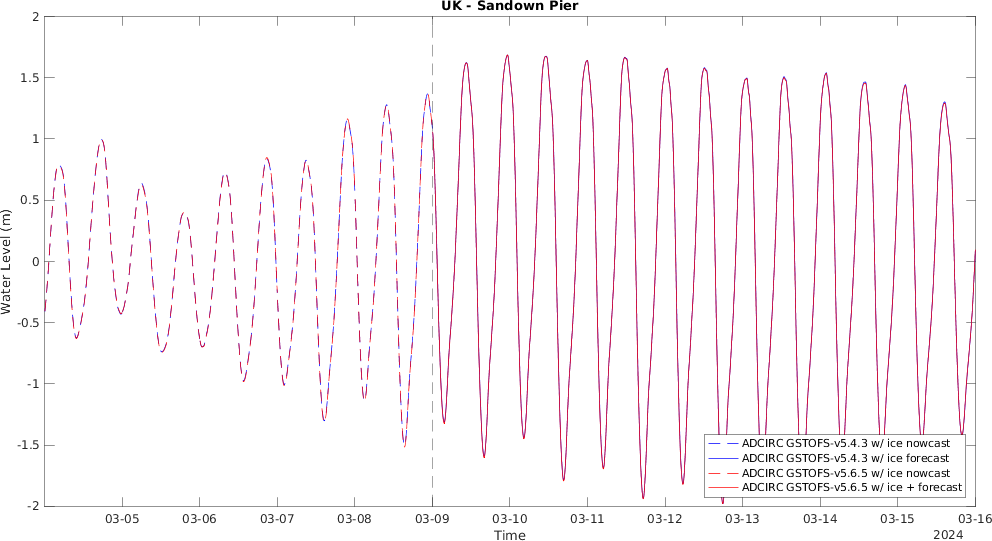 UK - Sandown Pier
2
1.5
1
0.5
0
-0.5
-1
-1.5
-2
Water Level (m)
ADCIRC GSTOFS-v5.4.3 w/ ice nowcast
ADCIRC GSTOFS-v5.4.3 w/ ice forecast
ADCIRC GSTOFS-v5.6.5 w/ ice nowcast
ADCIRC GSTOFS-v5.6.5 w/ ice + forecast
03-05 03-06 03-07 03-08 03-09 03-10 03-11 03-12 03-13 03-14 03-15 03-16
Time
2024